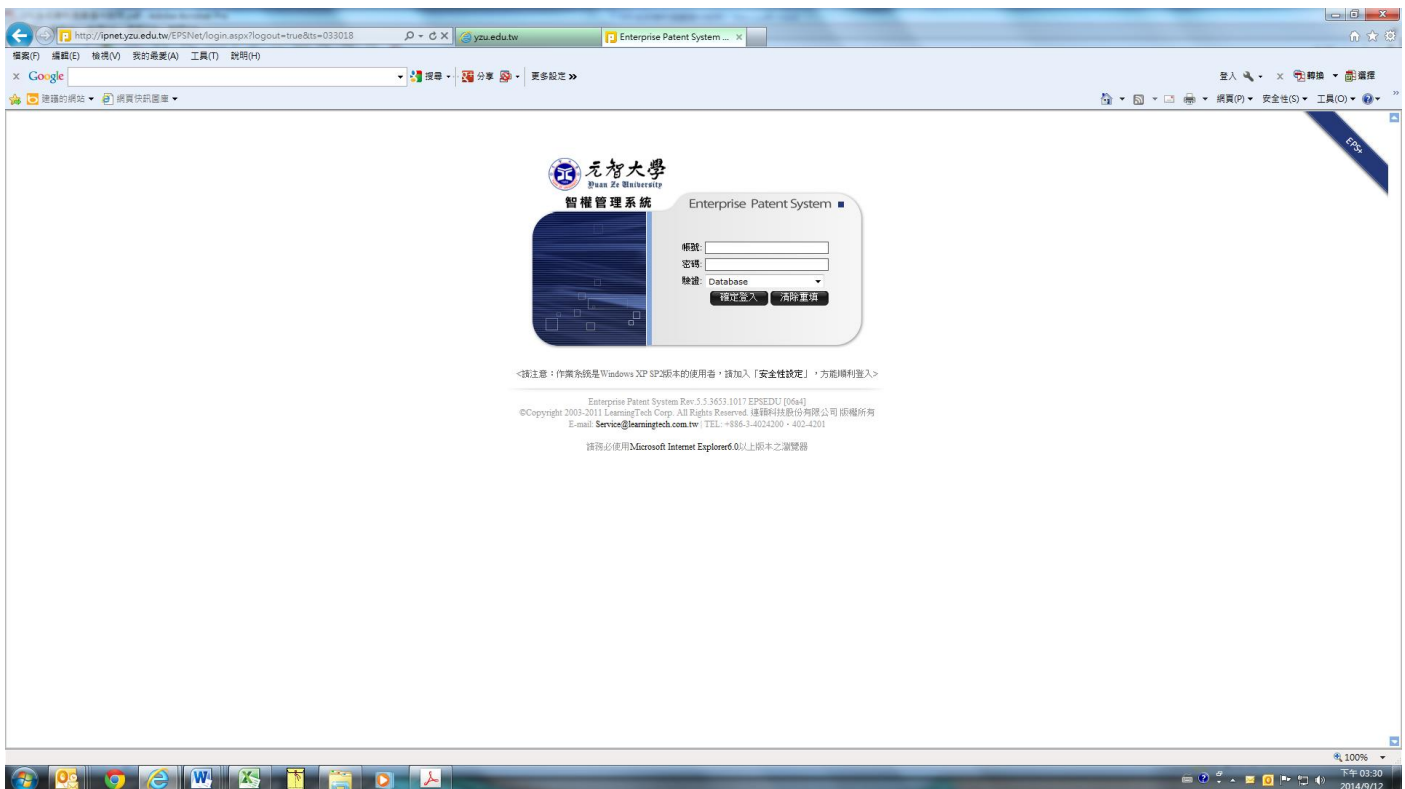 http://ipnet.yzu.edu.tw/EPSNet/login.aspx?logout=true&ts=033018
yzu.edu.tw
Enterprise Patent System ...
檔案(F) 編輯(E) 檢視(V) 我的最愛(A) 工具(T) 說明(H)
Google
搜尋
分享
更多設定 »
登入
轉換
選擇
建議的網站
網頁快訊圖庫
網頁(P)
安全性(S)
工具(O)
EPS+
元智大學
Yuan Ze University
智權管理系統
Enterprise Patent System
帳號:
密碼:
驗證: Database
確定登入 清除重填
<請注意：作業系統是Windows XP SP2版本的使用者，請加入「安全性設定」，方能順利登入>
Enterprise Patent System Rev.5.5.3653.1017 EPSEDU [06a4]
©Copyright 2003-2011 LearningTech Corp. All Rights Reserved. 連穎科技股份有限公司 版權所有
E-mail: Service@learningtech.com.tw | TEL: +886-3-4024200・402-4201
請務必使用Microsoft Internet Explorer6.0以上版本之瀏覽器
100%
下午 03:30
2014/9/12